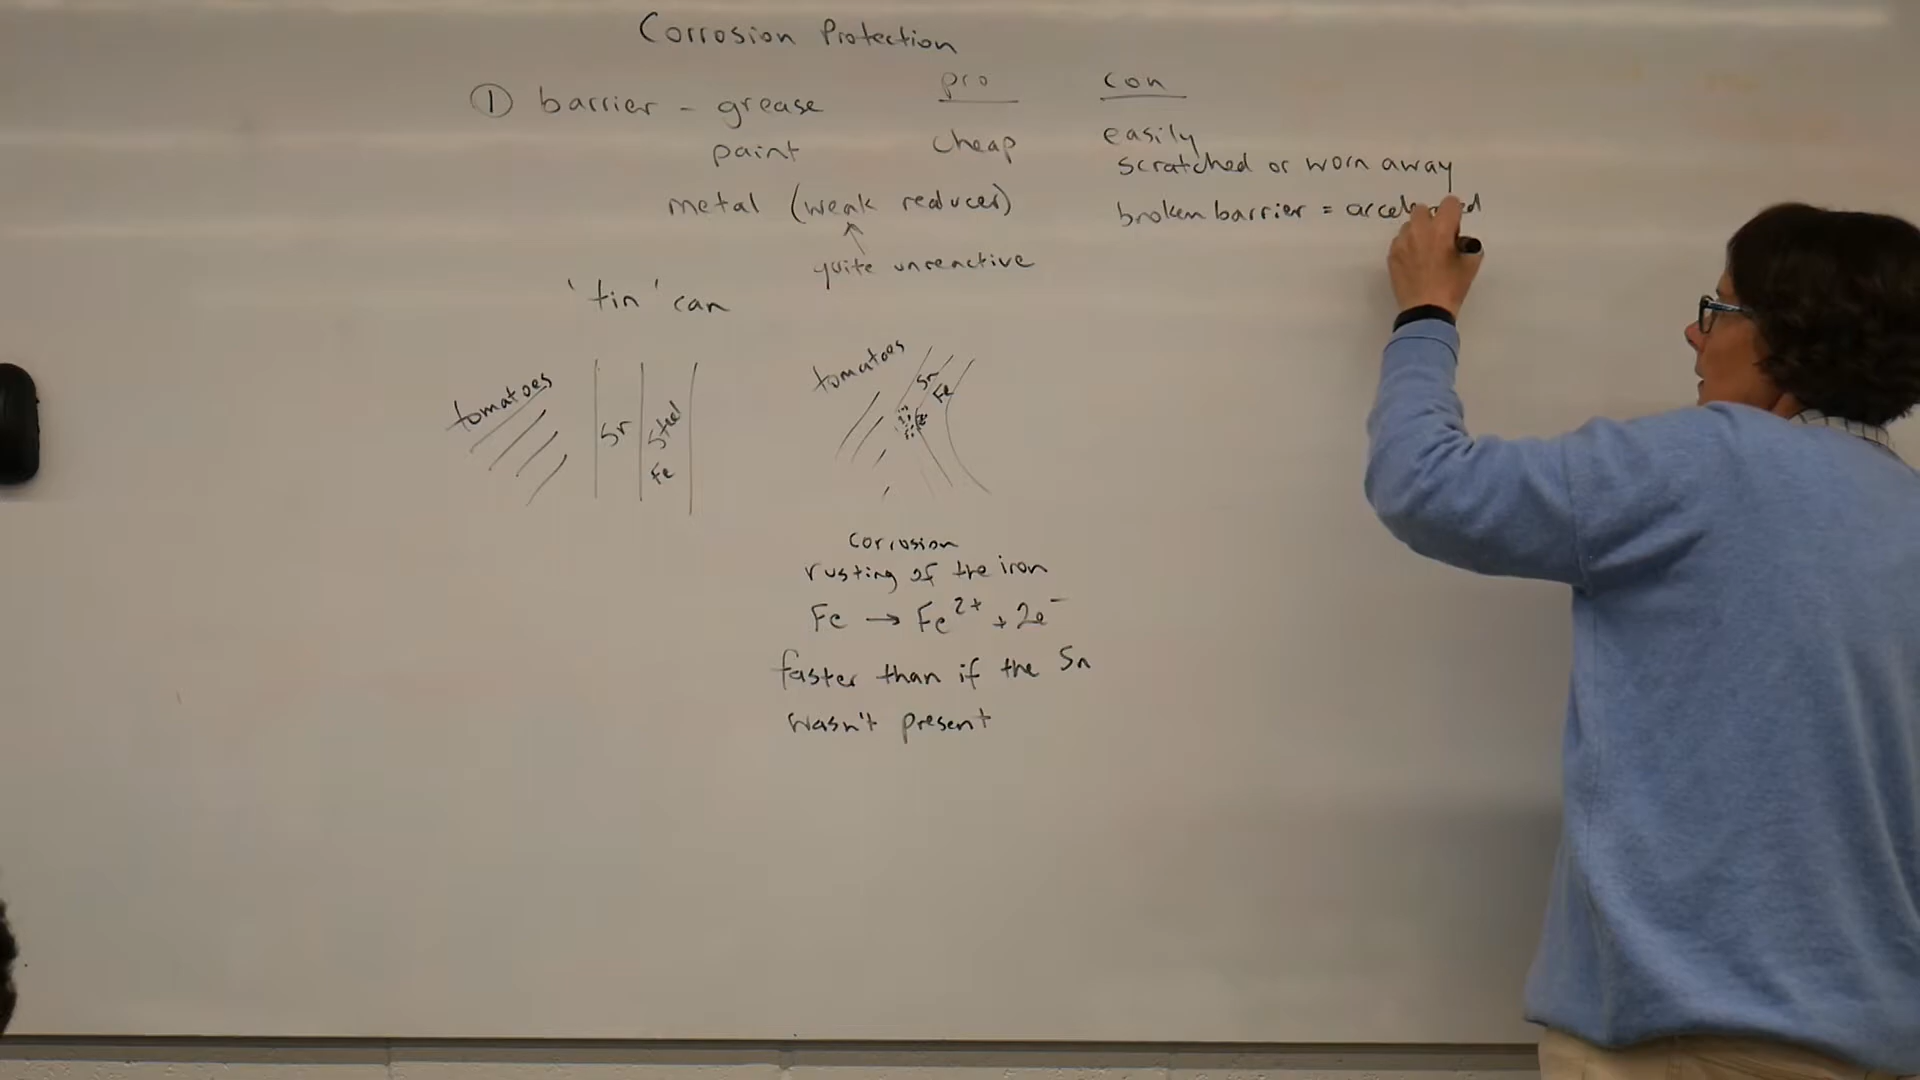 Corrosion Protection
pro
con
① barrier - grease
paint
cheap
easily
scratched or worn away
metal (weak reducer)
broken barrier =
quite unreactive
'tin' can
tomatoes
Sn
Steel
Fe
tomatoes
Sn
Fe
corrosion
rusting of the iron
Fe → Fe²⁺ + 2e⁻
faster than if the Sn
wasn't present